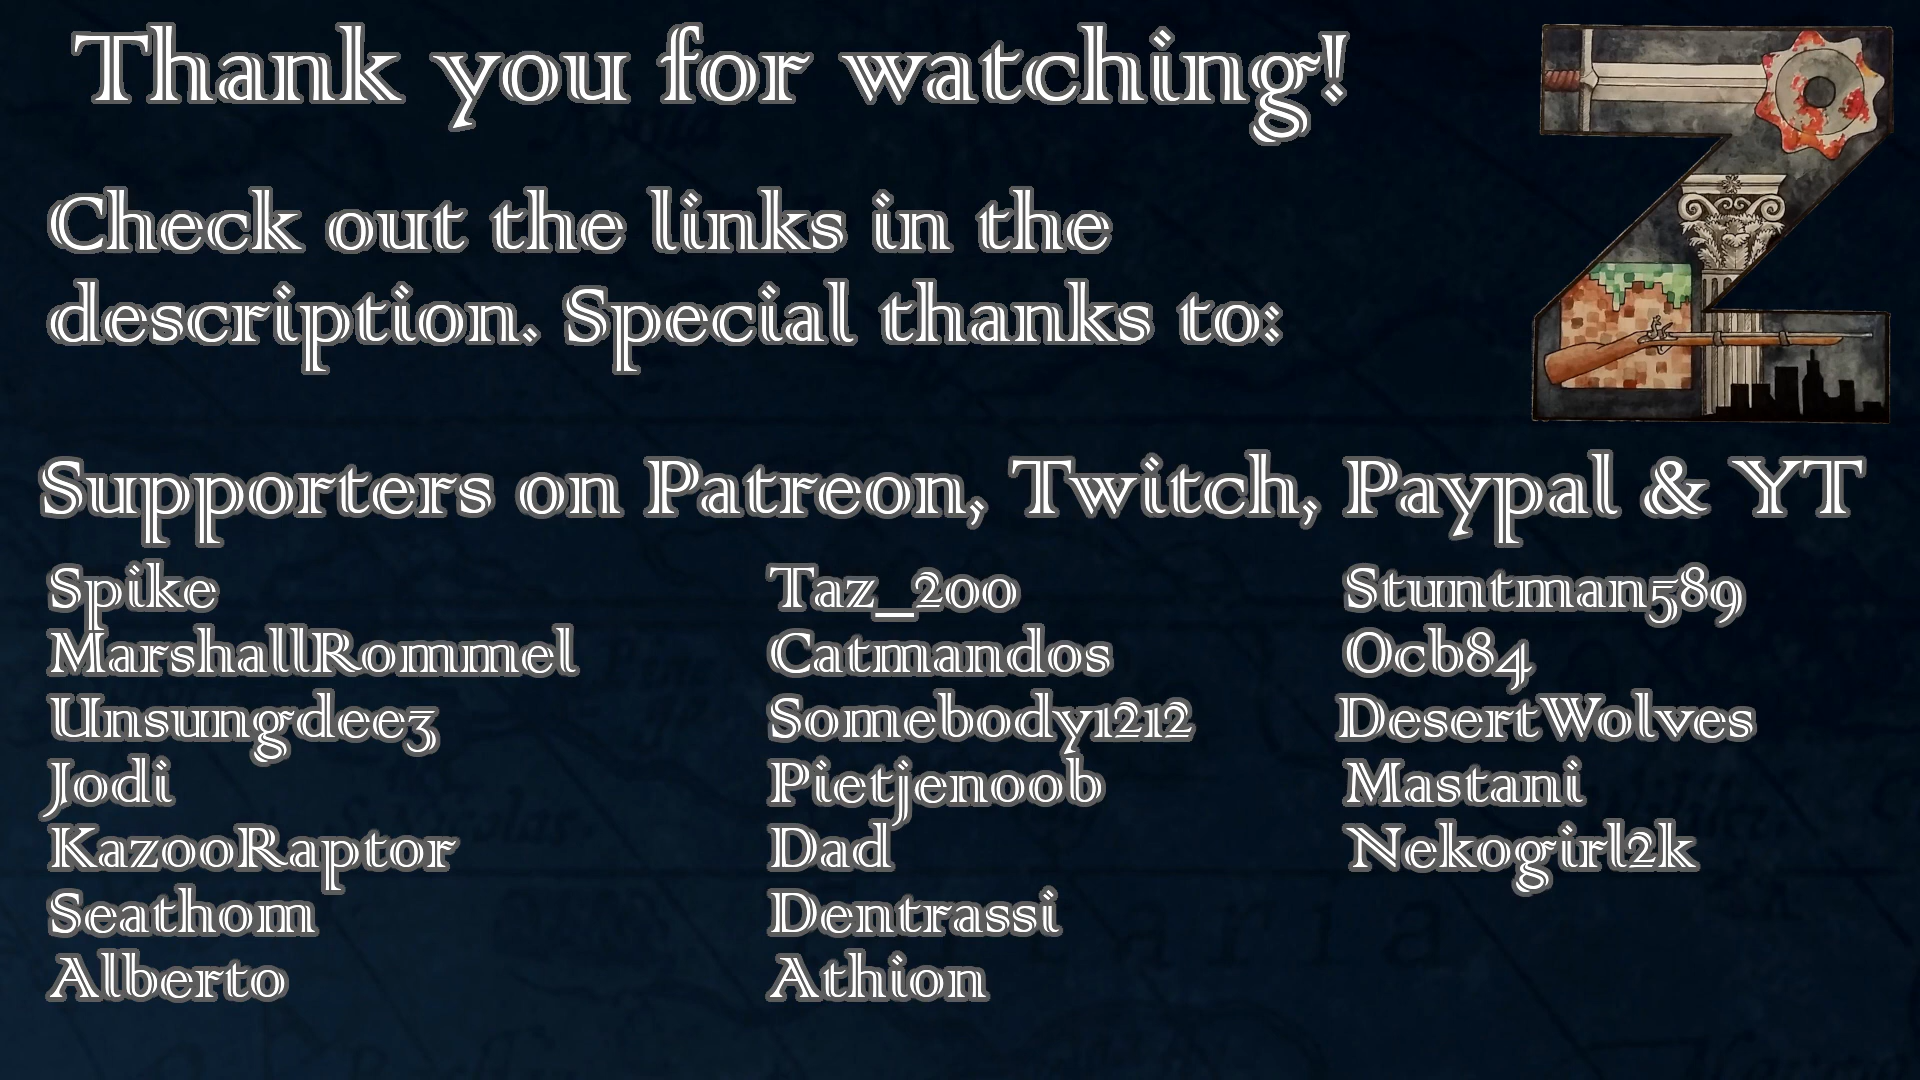 Thank you for watching!
Check out the links in the
description. Special thanks to:
Supporters on Patreon, Twitch, Paypal & YT
Spike
MarshallRommel
Unsungdee3
Jodi
KazooRaptor
Seathom
Alberto
Taz_200
Catmandos
Somebody1212
Pietjenoob
Dad
Dentrassi
Athion
Stuntman589
Ocb84
DesertWolves
Mastani
Nekogirl2k